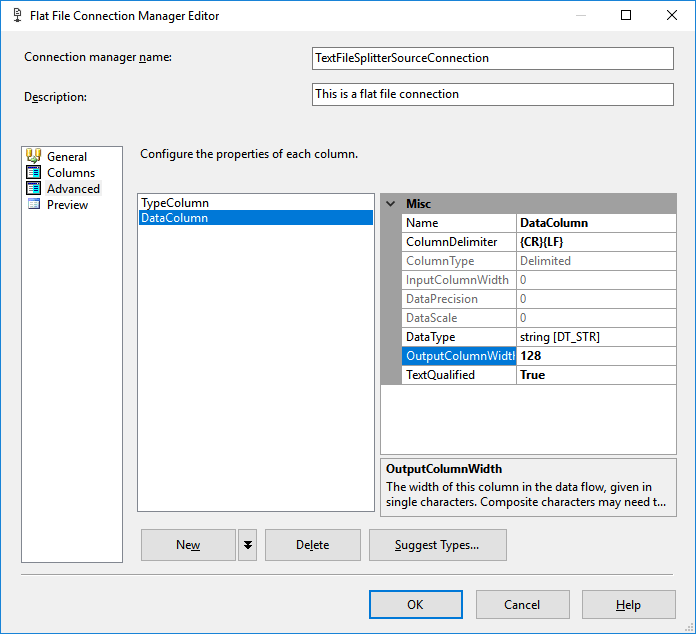 Flat File Connection Manager Editor
Connection manager name:
TextFileSplitterSourceConnection
Description:
This is a flat file connection
General
Columns
Advanced
Preview
Configure the properties of each column.
TypeColumn
DataColumn
Misc
Name DataColumn
ColumnDelimiter {CR}{LF}
ColumnType Delimited
InputColumnWidth 0
DataPrecision 0
DataScale 0
DataType string [DT_STR]
OutputColumnWidth 128
TextQualified True
OutputColumnWidth
The width of this column in the data flow, given in
single characters. Composite characters may need t...
New
Delete
Suggest Types...
OK
Cancel
Help